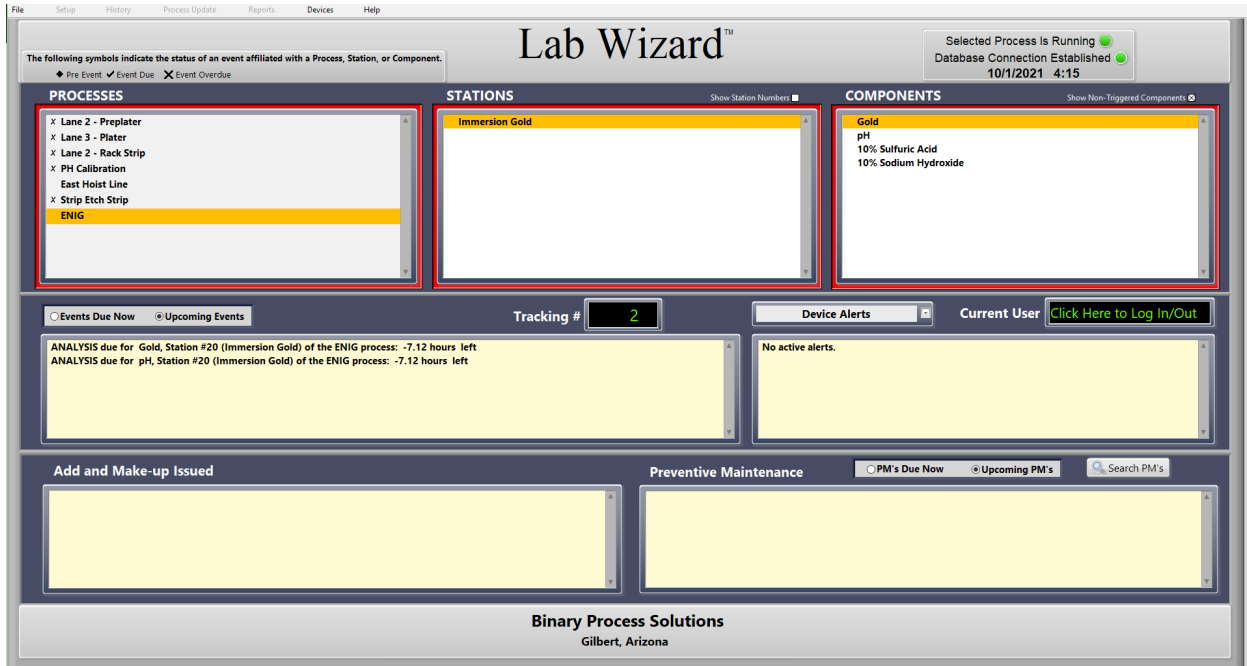 File Setup History Process Update Reports Devices Help
Lab Wizard™
The following symbols indicate the status of an event affiliated with a Process, Station, or Component.
◆ Pre Event ✔ Event Due ✕ Event Overdue
Selected Process Is Running
Database Connection Established
10/1/2021 4:15
PROCESSES
x Lane 2 - Preplater
x Lane 3 - Plater
x Lane 2 - Rack Strip
x PH Calibration
East Hoist Line
x Strip Etch Strip
ENIG
STATIONS
Show Station Numbers
Immersion Gold
COMPONENTS
Show Non-Triggered Components
Gold
pH
10% Sulfuric Acid
10% Sodium Hydroxide
Events Due Now Upcoming Events
Tracking # 2
Device Alerts
Current User Click Here to Log In/Out
ANALYSIS due for Gold, Station #20 (Immersion Gold) of the ENIG process: -7.12 hours left
ANALYSIS due for pH, Station #20 (Immersion Gold) of the ENIG process: -7.12 hours left
No active alerts.
Add and Make-up Issued
Preventive Maintenance
PM's Due Now Upcoming PM's
Search PM's
Binary Process Solutions
Gilbert, Arizona